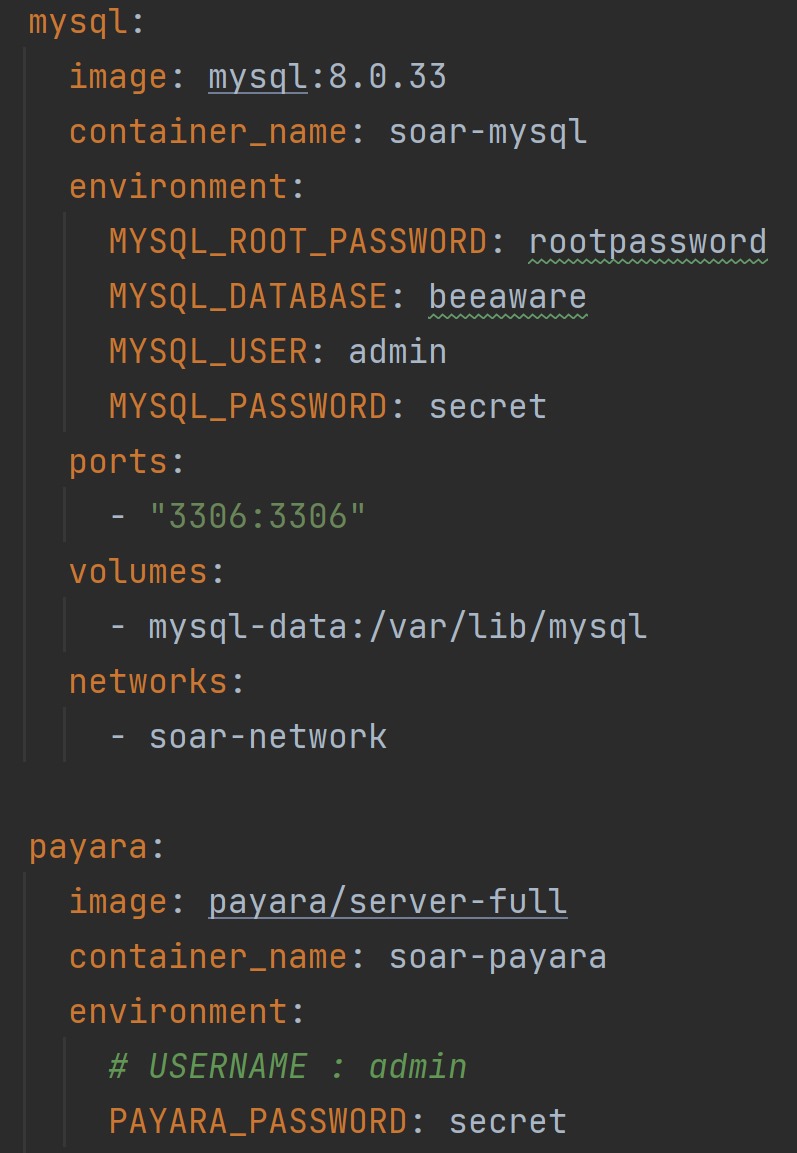 mysql:
image: mysql:8.0.33
container_name: soar-mysql
environment:
MYSQL_ROOT_PASSWORD: rootpassword
MYSQL_DATABASE: beeaware
MYSQL_USER: admin
MYSQL_PASSWORD: secret
ports:
- "3306:3306"
volumes:
- mysql-data:/var/lib/mysql
networks:
- soar-network
payara:
image: payara/server-full
container_name: soar-payara
environment:
# USERNAME : admin
PAYARA_PASSWORD: secret